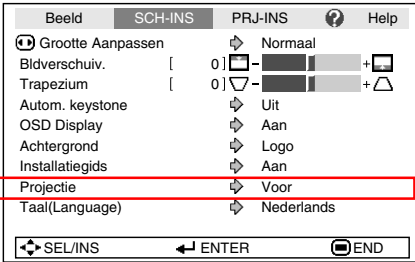 Beeld SCH-INS PRJ-INS ? Help
Grootte Aanpassen Normaal
Bldverschuiv. [ 0 ] - +
Trapezium [ 0 ] - +
Autom. keystone Uit
OSD Display Aan
Achtergrond Logo
Installatiegids Aan
Projectie Voor
Taal(Language) Nederlands
SEL/INS ENTER END